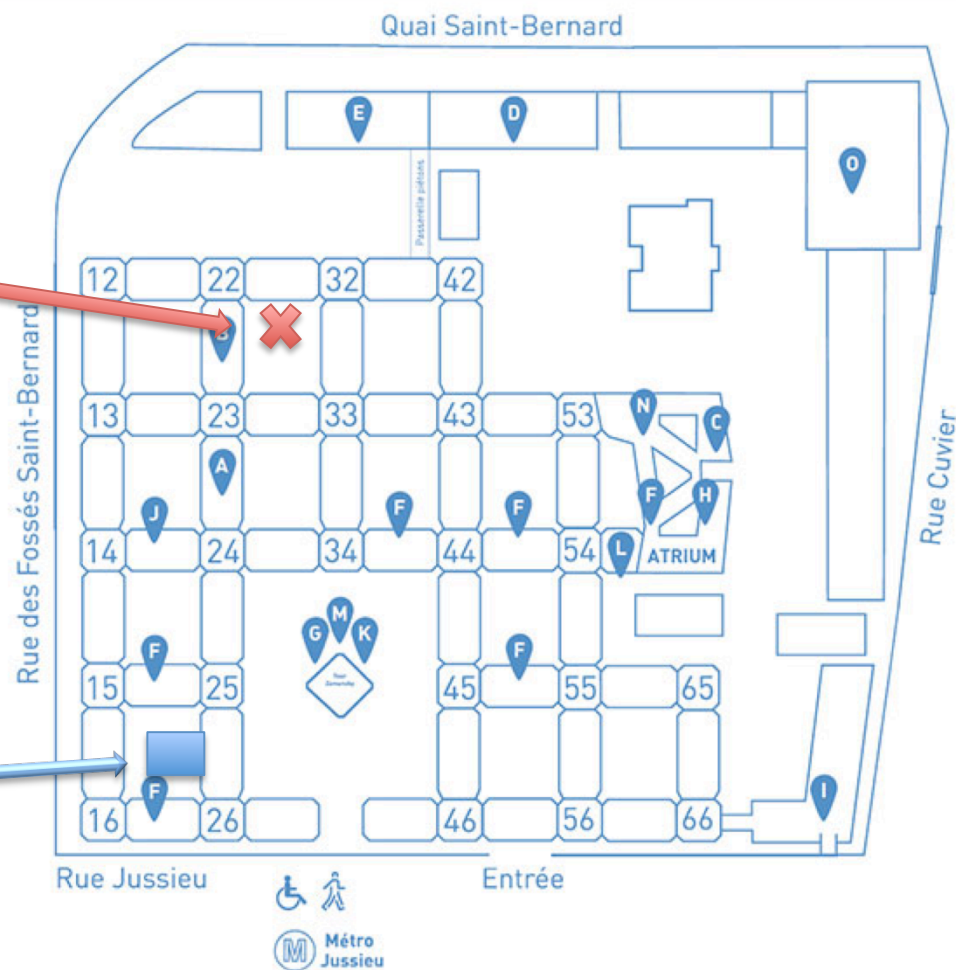 Quai Saint-Bernard
E
D
O
Passerelle piétons
12 22 32 42
B
13 23 33 43 53
N
C
Rue des Fossés Saint-Bernard
A
J
F
F
F
H
14 24 34 44 54
L
ATRIUM
Rue Cuvier
M
G
K
F
F
15 25
Tour
Zamansky
45 55 65
F
I
16 26 46 56 66
Rue Jussieu
Entrée
M
Métro
Jussieu